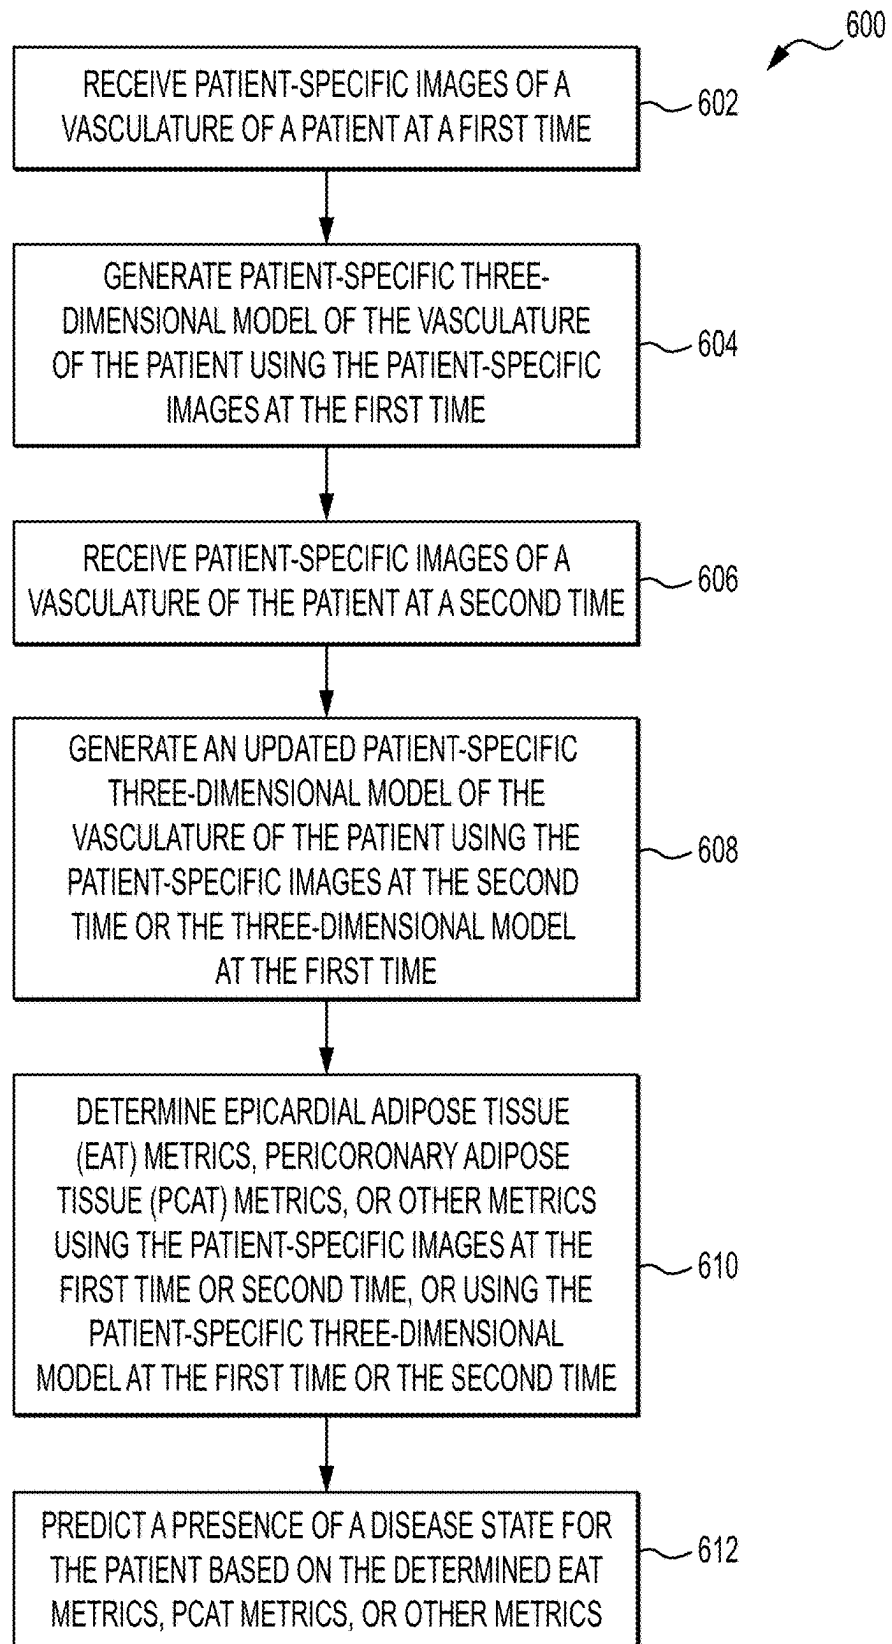 600
RECEIVE PATIENT-SPECIFIC IMAGES OF A
VASCULATURE OF A PATIENT AT A FIRST TIME
602
GENERATE PATIENT-SPECIFIC THREE-
DIMENSIONAL MODEL OF THE VASCULATURE
OF THE PATIENT USING THE PATIENT-SPECIFIC
IMAGES AT THE FIRST TIME
604
RECEIVE PATIENT-SPECIFIC IMAGES OF A
VASCULATURE OF THE PATIENT AT A SECOND TIME
606
GENERATE AN UPDATED PATIENT-SPECIFIC
THREE-DIMENSIONAL MODEL OF THE
VASCULATURE OF THE PATIENT USING THE
PATIENT-SPECIFIC IMAGES AT THE SECOND
TIME OR THE THREE-DIMENSIONAL MODEL
AT THE FIRST TIME
608
DETERMINE EPICARDIAL ADIPOSE TISSUE
(EAT) METRICS, PERICORONARY ADIPOSE
TISSUE (PCAT) METRICS, OR OTHER METRICS
USING THE PATIENT-SPECIFIC IMAGES AT THE
FIRST TIME OR SECOND TIME, OR USING THE
PATIENT-SPECIFIC THREE-DIMENSIONAL
MODEL AT THE FIRST TIME OR THE SECOND TIME
610
PREDICT A PRESENCE OF A DISEASE STATE FOR
THE PATIENT BASED ON THE DETERMINED EAT
METRICS, PCAT METRICS, OR OTHER METRICS
612